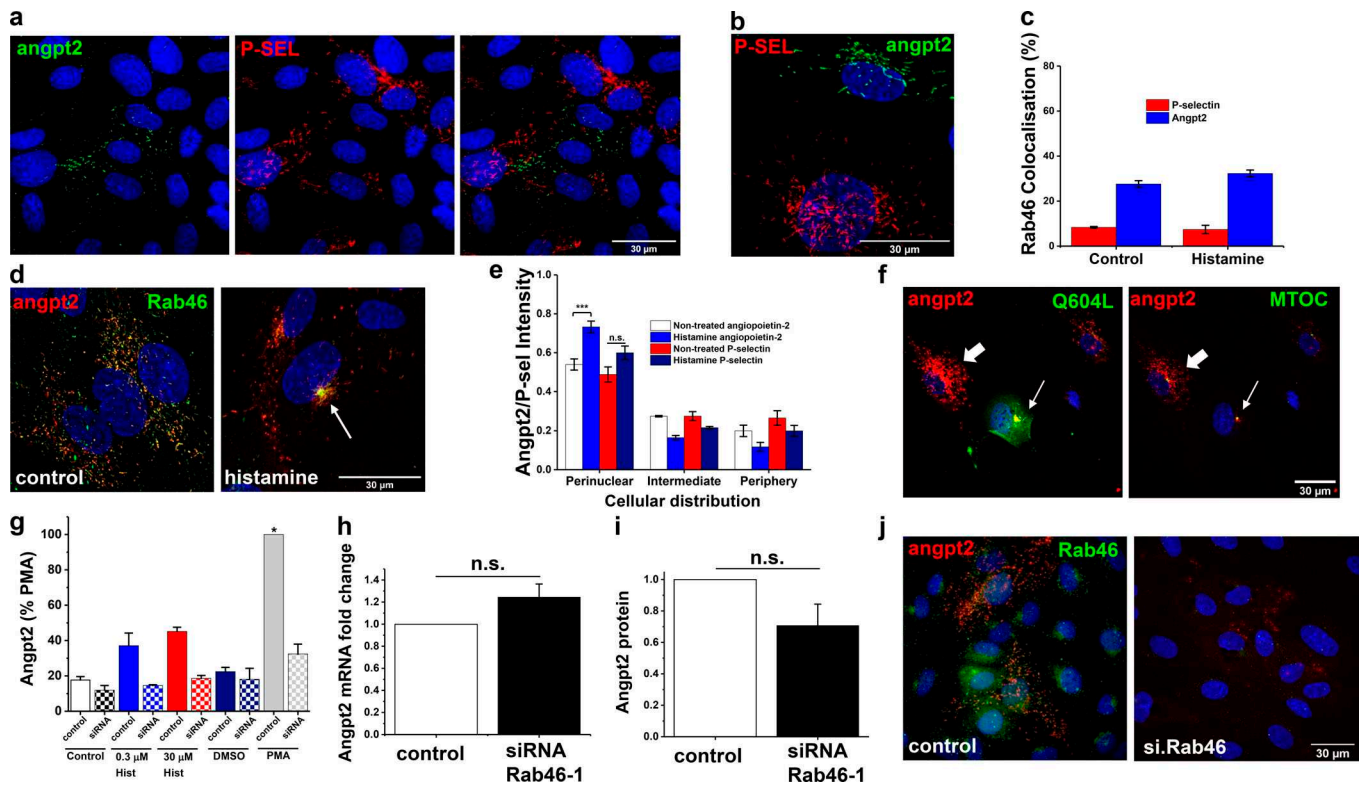 a
angpt2
P-SEL
30 µm
b
P-SEL
angpt2
30 µm
c
Rab46 Colocalisation (%)
80
60
40
20
0
P-selectin
Angpt2
Control
Histamine
d
angpt2
Rab46
control
histamine
30 µm
e
Angpt2/P-sel Intensity
1.0
0.8
0.6
0.4
0.2
0.0
***
n.s.
Non-treated angiopoietin-2
Histamine angiopoietin-2
Non-treated P-selectin
Histamine P-selectin
Perinuclear
Intermediate
Periphery
Cellular distribution
f
angpt2
Q604L
angpt2
MTOC
30 µm
g
Angpt2 (% PMA)
100
80
60
40
20
0
*
control
siRNA
control
siRNA
control
siRNA
control
siRNA
control
siRNA
Control
0.3 µM
Hist
30 µM
Hist
DMSO
PMA
h
Angpt2 mRNA fold change
1.4
1.2
1.0
0.8
0.6
0.4
0.2
0.0
n.s.
control
siRNA
Rab46-1
i
Angpt2 protein
1.0
0.8
0.6
0.4
0.2
0.0
n.s.
control
siRNA
Rab46-1
j
angpt2
Rab46
control
si.Rab46
30 µm